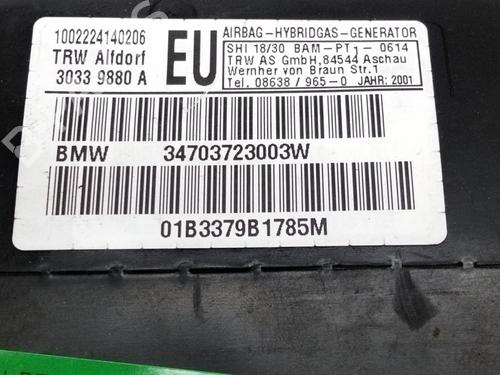 1002224140206
TRW Alfdorf
3033 9880 A
EU
AIRBAG-HYBRIDGAS-GENERATOR
SHI 18/30 BAM-PT1- 0614
TRW AS GmbH,84544 Aschau
Wernher von Braun Str.1
Tel. 08638 / 965-0 JAHR: 2001
BMW 34703723003W
01B3379B1785M